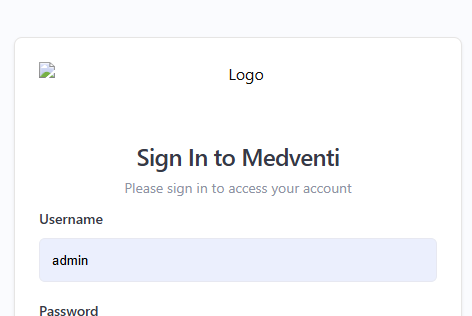 Logo
Sign In to Medventi
Please sign in to access your account
Username
admin
Password